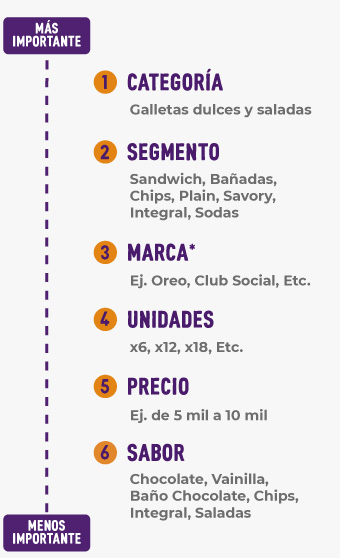 MÁS
IMPORTANTE
1 CATEGORÍA
Galletas dulces y saladas
2 SEGMENTO
Sandwich, Bañadas,
Chips, Plain, Savory,
Integral, Sodas
3 MARCA*
Ej. Oreo, Club Social, Etc.
4 UNIDADES
x6, x12, x18, Etc.
5 PRECIO
Ej. de 5 mil a 10 mil
6 SABOR
Chocolate, Vainilla,
Baño Chocolate, Chips,
Integral, Saladas
MENOS
IMPORTANTE